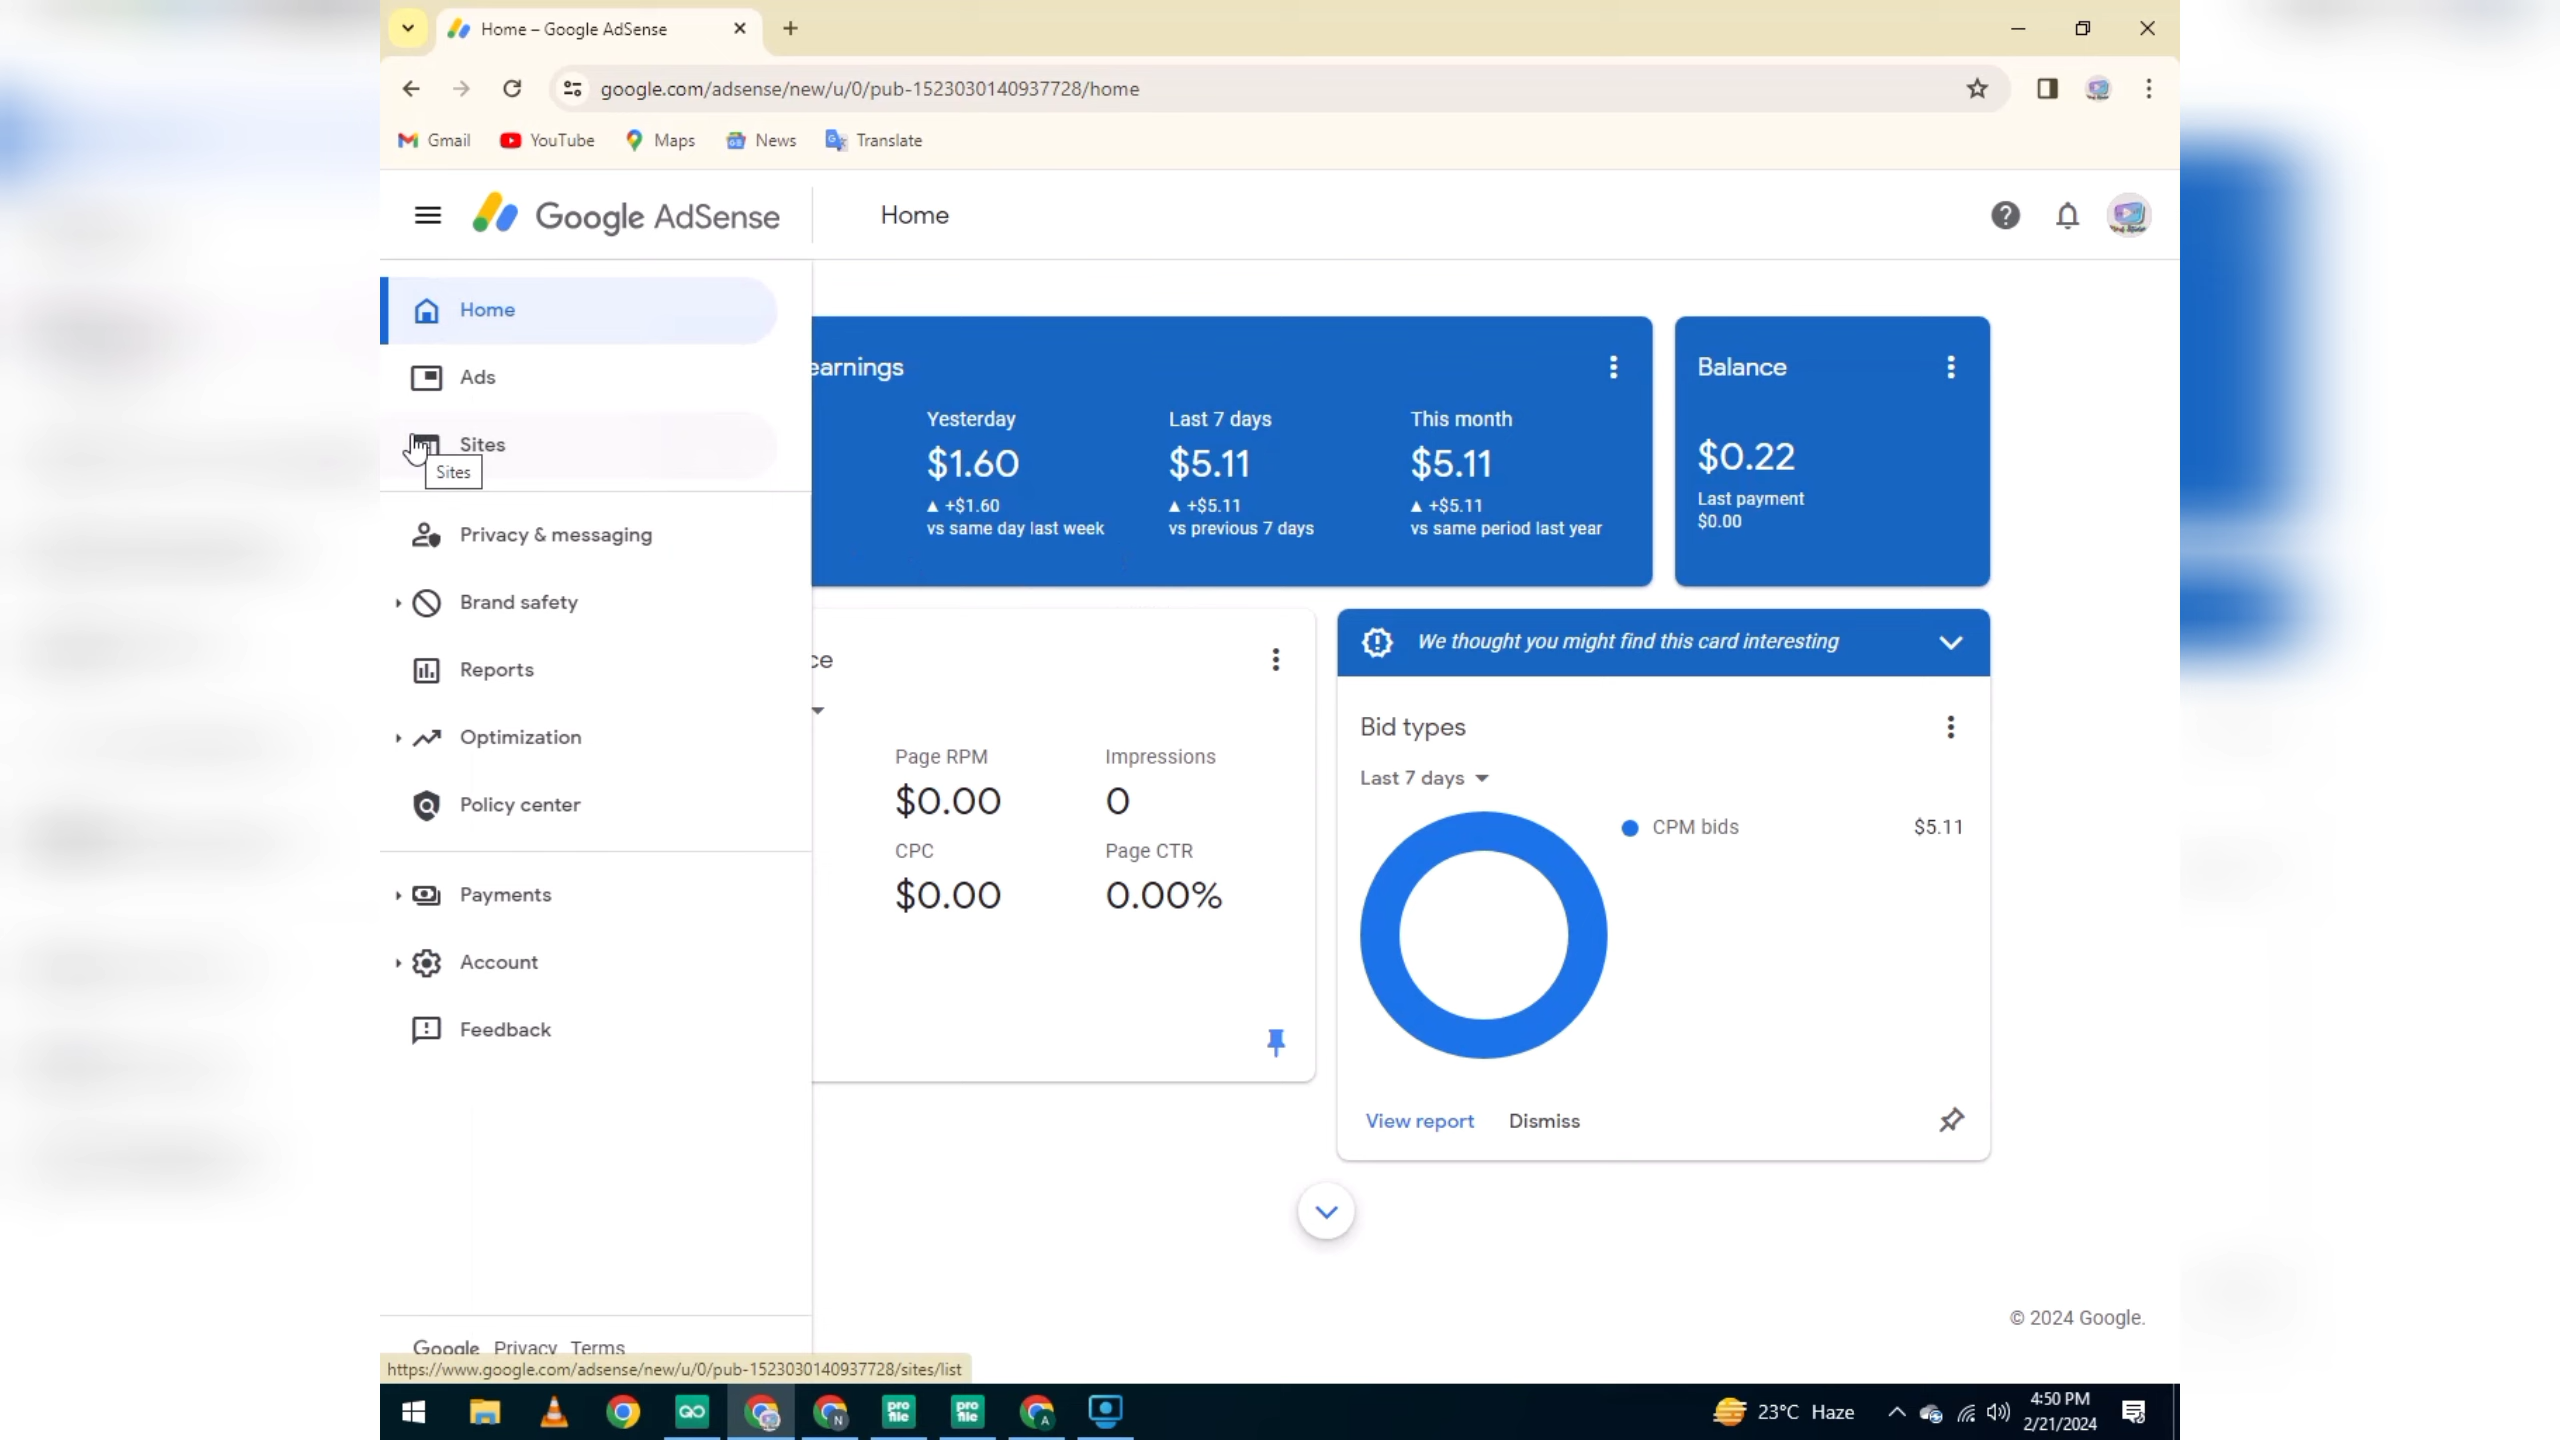 Home – Google AdSense
google.com/adsense/new/u/0/pub-1523030140937728/home
Gmail YouTube Maps News Translate
Google AdSense
Home
Home
Ads
Sites
Sites
Privacy & messaging
Brand safety
Reports
Optimization
Policy center
Payments
Account
Feedback
Google Privacy Terms
https://www.google.com/adsense/new/u/0/pub-1523030140937728/sites/list
earnings
Yesterday
$1.60
▲ +$1.60
vs same day last week
Last 7 days
$5.11
▲ +$5.11
vs previous 7 days
This month
$5.11
▲ +$5.11
vs same period last year
Balance
$0.22
Last payment
$0.00
ce
Page RPM
$0.00
Impressions
0
CPC
$0.00
Page CTR
0.00%
We thought you might find this card interesting
Bid types
Last 7 days
CPM bids $5.11
View report Dismiss
© 2024 Google.
N
pro
file
pro
file
A
23°C Haze
4:50 PM
2/21/2024